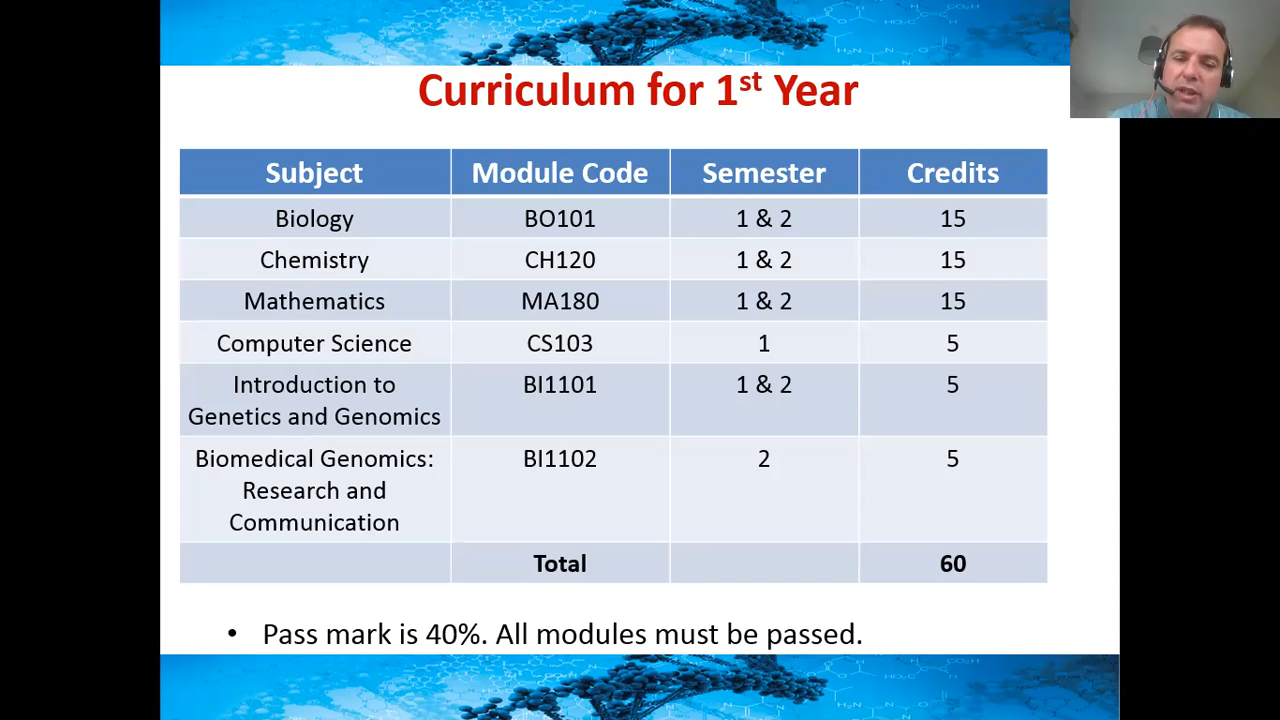 Curriculum for 1st Year
Subject Module Code Semester Credits
Biology BO101 1 & 2 15
Chemistry CH120 1 & 2 15
Mathematics MA180 1 & 2 15
Computer Science CS103 1 5
Introduction to BI1101 1 & 2 5
Genetics and Genomics
Biomedical Genomics: BI1102 2 5
Research and
Communication
Total 60
• Pass mark is 40%. All modules must be passed.